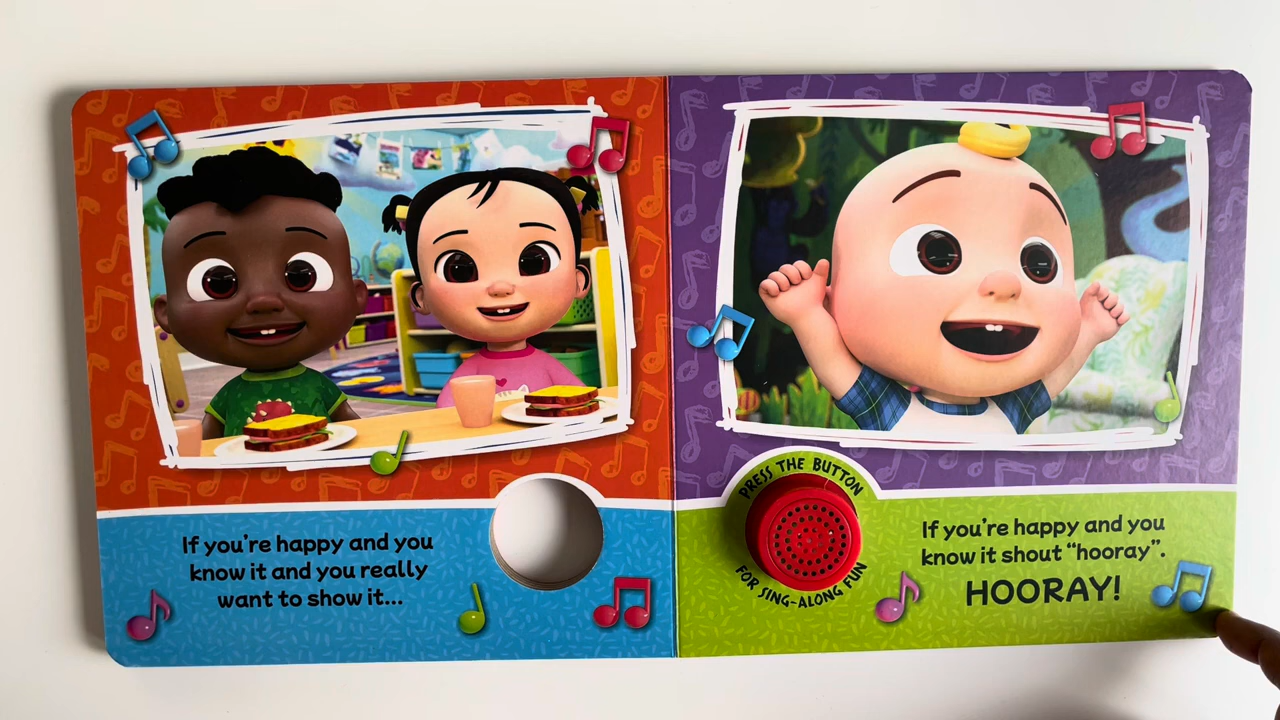 If you're happy and you
know it and you really
want to show it...
PRESS THE BUTTON
FOR SING-ALONG FUN
If you're happy and you
know it shout “hooray”.
HOORAY!